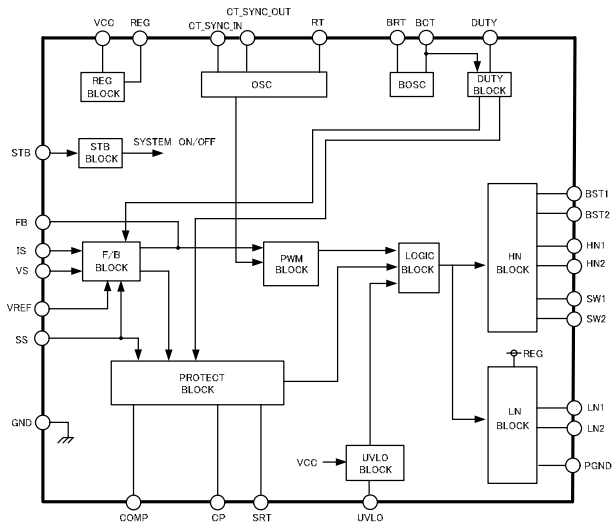 VCC REG CT_SYNC_OUT
CT_SYNC_IN RT BRT BCT DUTY
REG
BLOCK
OSC
BOSC
DUTY
BLOCK
STB
STB
BLOCK
SYSTEM ON/OFF
FB
IS
VS
VREF
SS
GND
F/B
BLOCK
PWM
BLOCK
LOGIC
BLOCK
HN
BLOCK
BST1
BST2
HN1
HN2
SW1
SW2
PROTECT
BLOCK
REG
LN
BLOCK
LN1
LN2
PGND
VCC
UVLO
BLOCK
COMP CP SRT UVLO